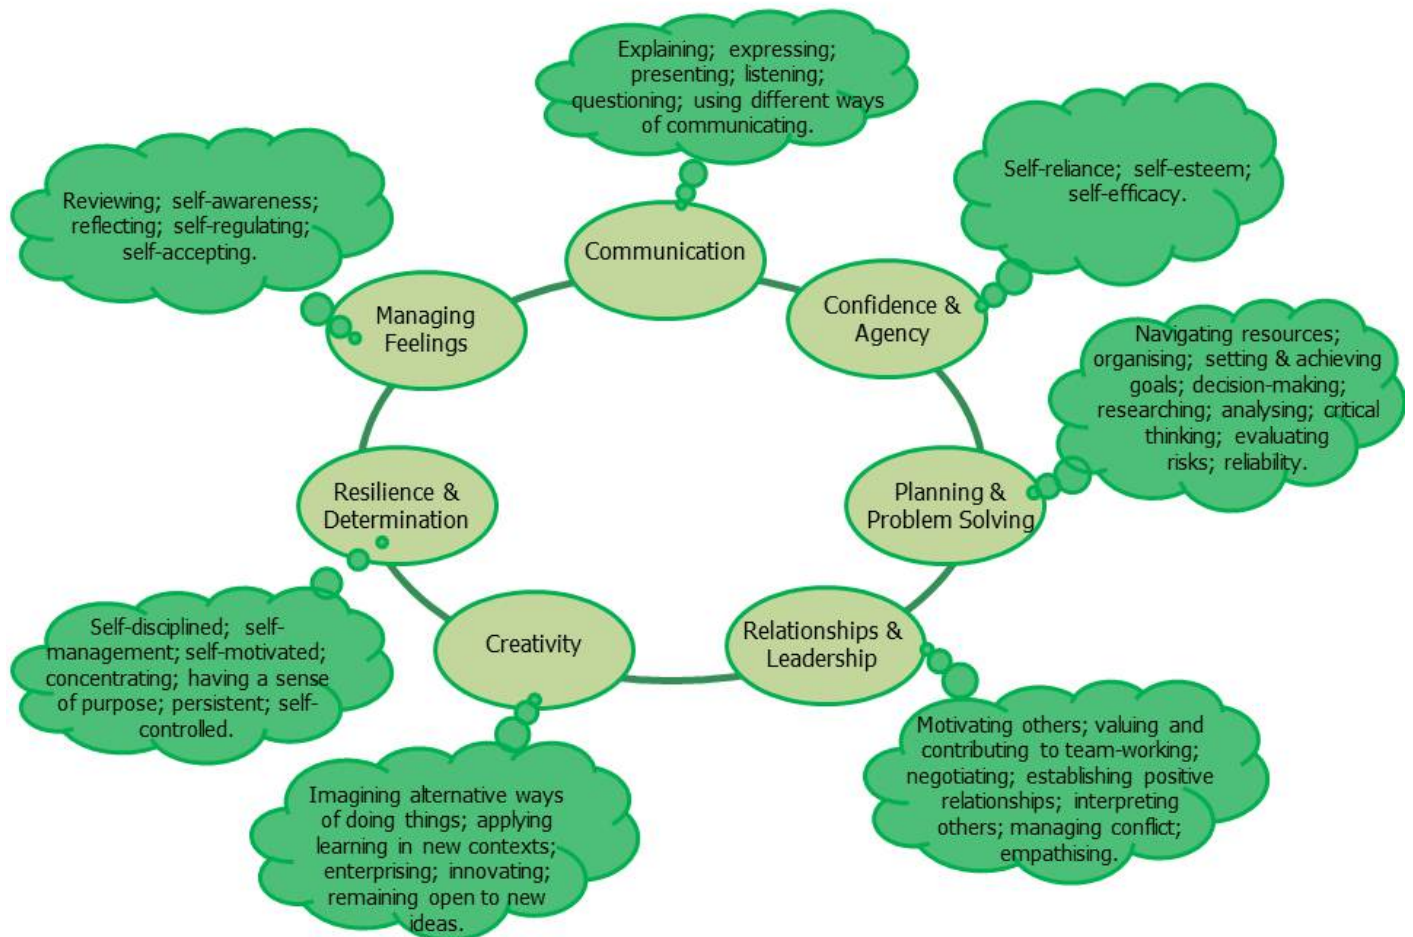 Explaining; expressing;
presenting; listening;
questioning; using different ways
of communicating.
Communication
Self-reliance; self-esteem;
self-efficacy.
Confidence &
Agency
Navigating resources;
organising; setting & achieving
goals; decision-making;
researching; analysing; critical
thinking; evaluating
risks; reliability.
Planning &
Problem Solving
Relationships &
Leadership
Motivating others; valuing and
contributing to team-working;
negotiating; establishing positive
relationships; interpreting
others; managing conflict;
empathising.
Creativity
Imagining alternative ways
of doing things; applying
learning in new contexts;
enterprising; innovating;
remaining open to new
ideas.
Resilience &
Determination
Self-disciplined; self-
management; self-motivated;
concentrating; having a sense
of purpose; persistent; self-
controlled.
Managing
Feelings
Reviewing; self-awareness;
reflecting; self-regulating;
self-accepting.